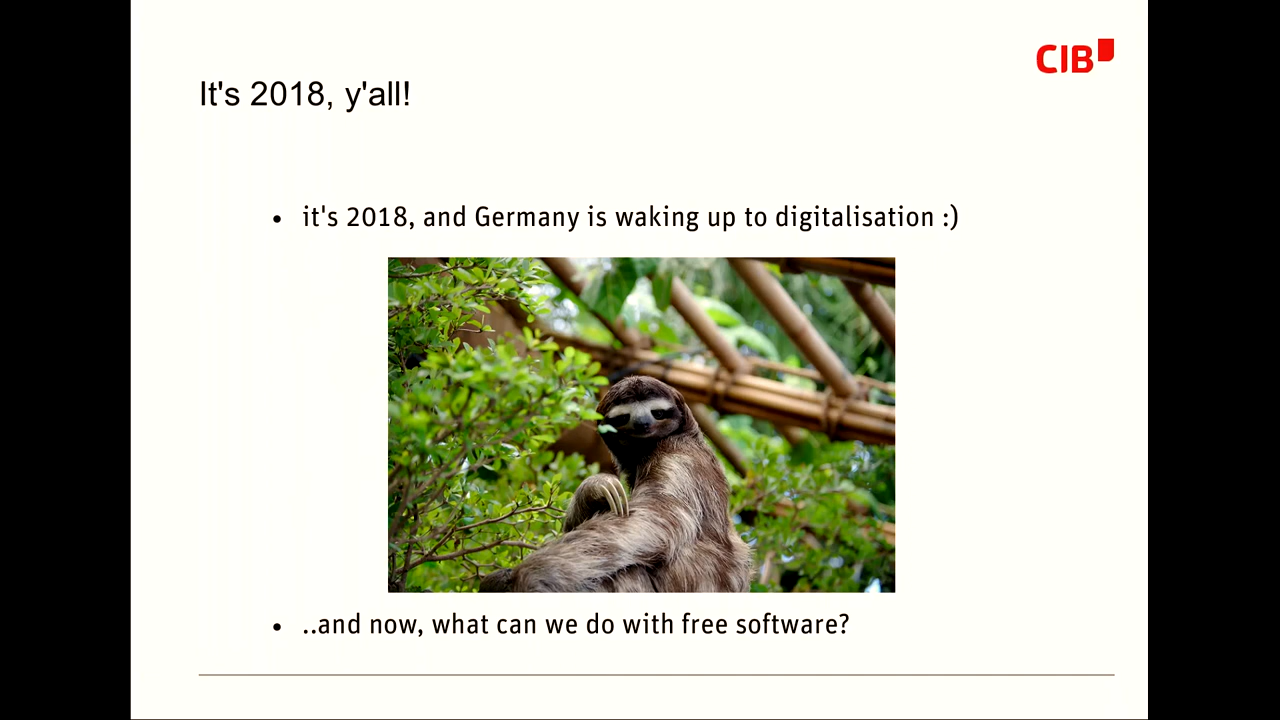 CIB
It's 2018, y'all!
• it's 2018, and Germany is waking up to digitalisation :)
• ..and now, what can we do with free software?